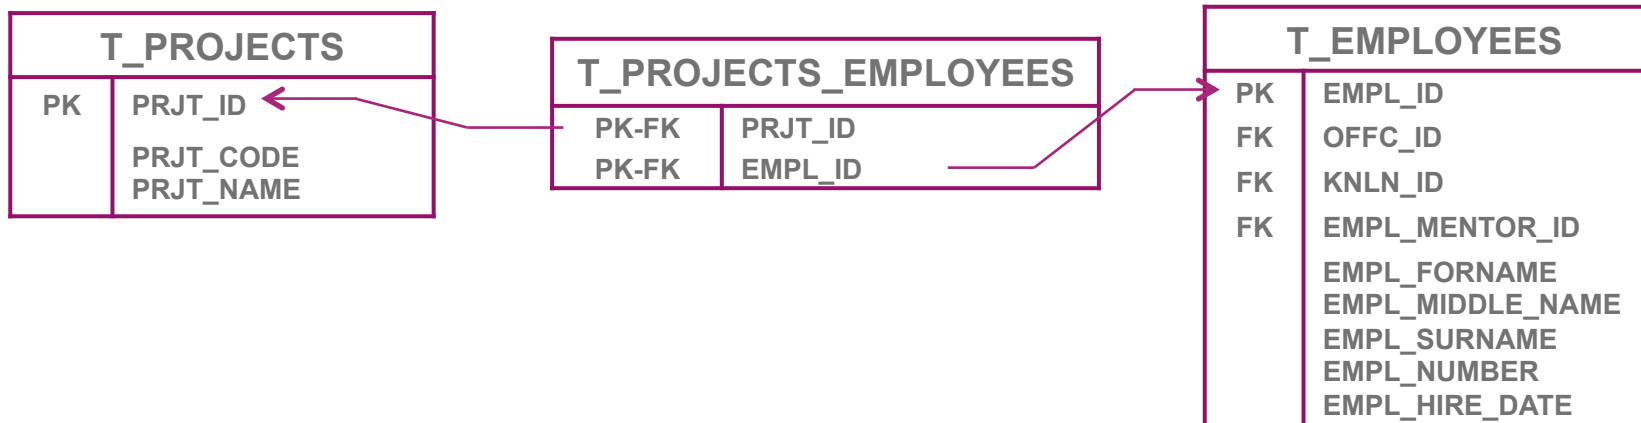 T_PROJECTS
PK PRJT_ID
PRJT_CODE
PRJT_NAME
T_PROJECTS_EMPLOYEES
PK-FK PRJT_ID
PK-FK EMPL_ID
T_EMPLOYEES
PK EMPL_ID
FK OFFC_ID
FK KNLN_ID
FK EMPL_MENTOR_ID
EMPL_FORNAME
EMPL_MIDDLE_NAME
EMPL_SURNAME
EMPL_NUMBER
EMPL_HIRE_DATE